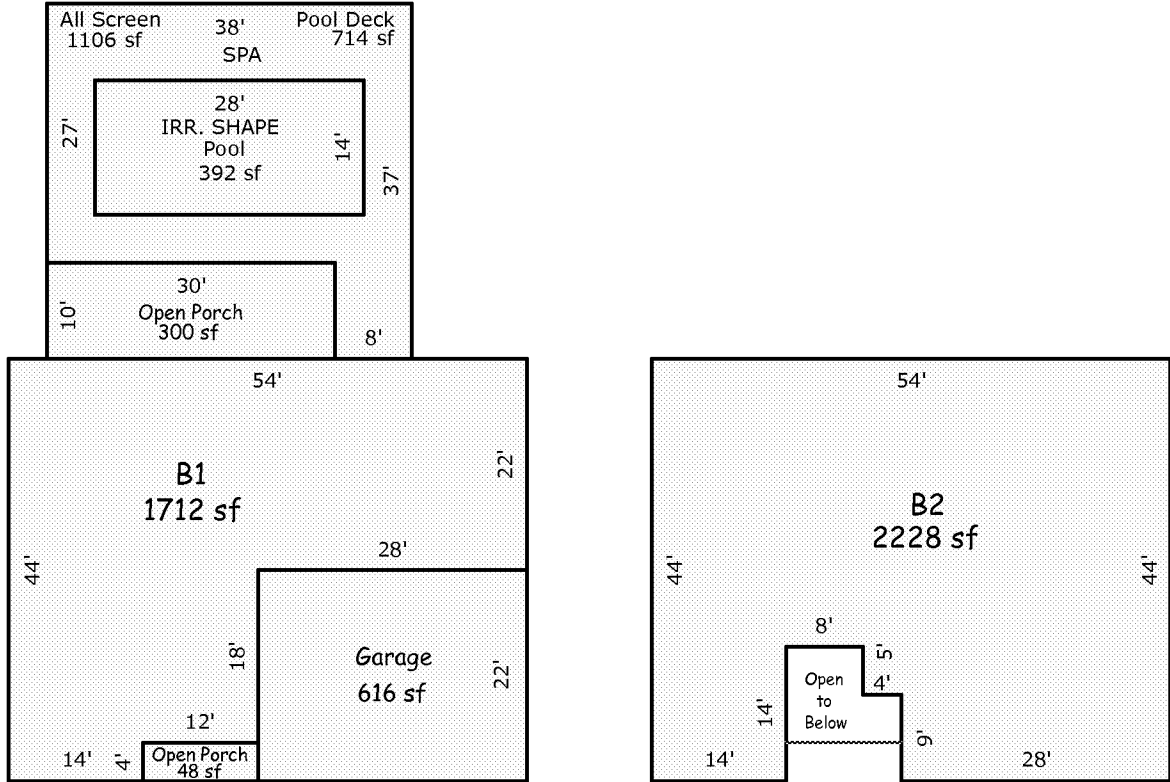 All Screen
1106 sf
38'
SPA
Pool Deck
714 sf
27'
28'
IRR. SHAPE
Pool
392 sf
14'
37'
10'
30'
Open Porch
300 sf
8'
54'
B1
1712 sf
22'
44'
28'
18'
Garage
616 sf
22'
12'
14'
4'
Open Porch
48 sf
54'
B2
2228 sf
44'
44'
8'
5'
4'
Open
to
Below
14'
9'
14'
28'